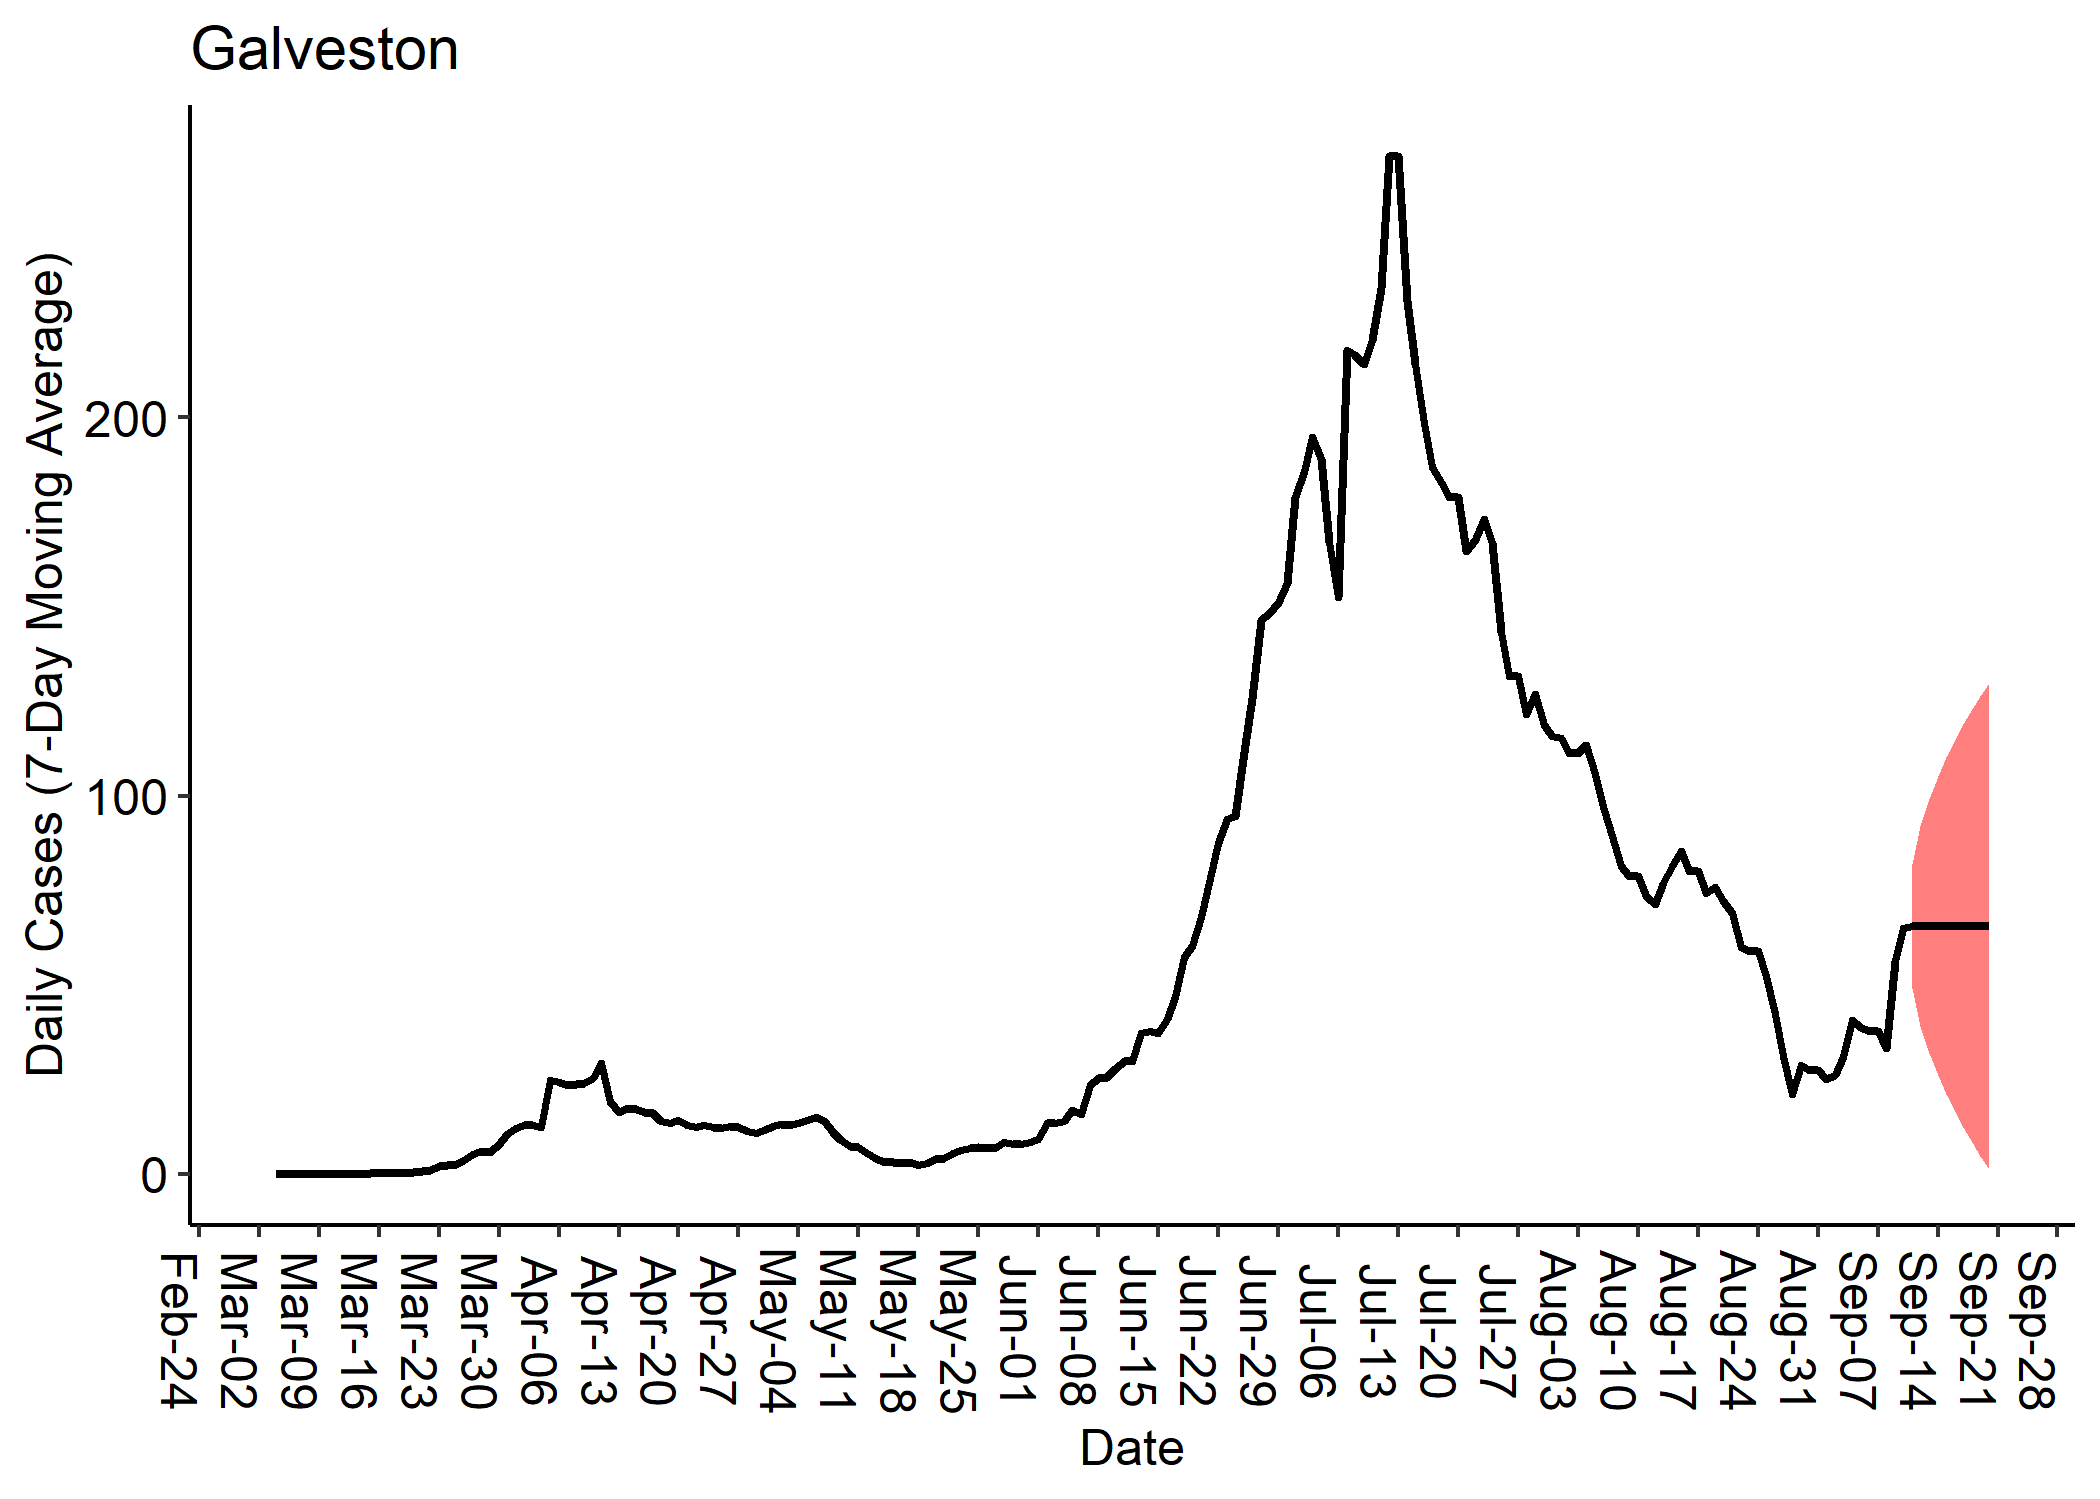 Galveston
Daily Cases (7-Day Moving Average)
200
100
0
Feb-24
Mar-02
Mar-09
Mar-16
Mar-23
Mar-30
Apr-06
Apr-13
Apr-20
Apr-27
May-04
May-11
May-18
May-25
Jun-01
Jun-08
Jun-15
Jun-22
Jun-29
Jul-06
Jul-13
Jul-20
Jul-27
Aug-03
Aug-10
Aug-17
Aug-24
Aug-31
Sep-07
Sep-14
Sep-21
Sep-28
Date